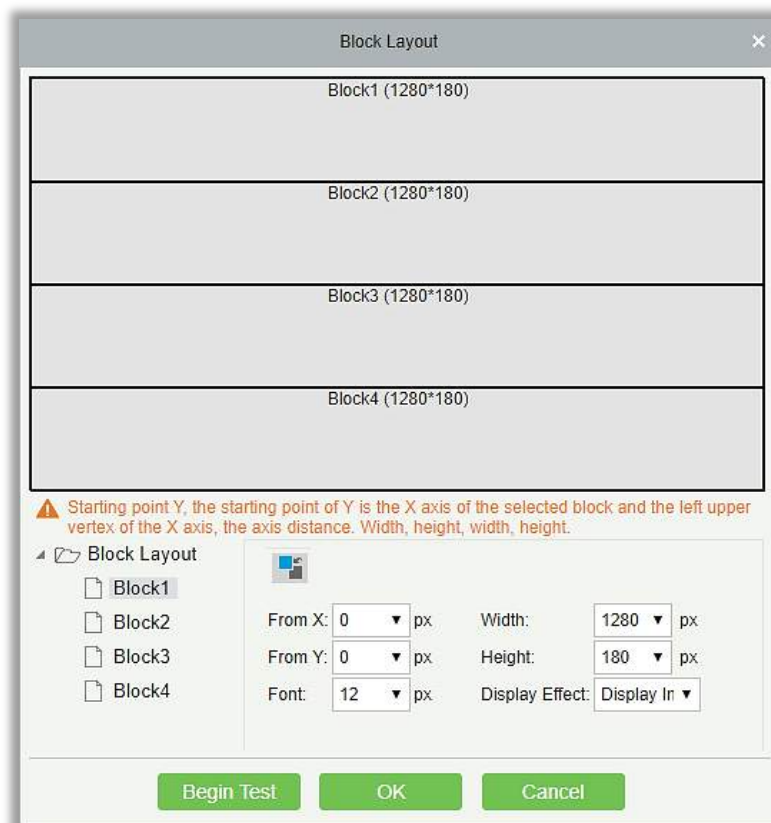 Block Layout
Block1 (1280*180)
Block2 (1280*180)
Block3 (1280*180)
Block4 (1280*180)
Starting point Y, the starting point of Y is the X axis of the selected block and the left upper
vertex of the X axis, the axis distance. Width, height, width, height.
Block Layout
Block1
Block2
Block3
Block4
From X: 0 px Width: 1280 px
From Y: 0 px Height: 180 px
Font: 12 px Display Effect: Display In
Begin Test OK Cancel